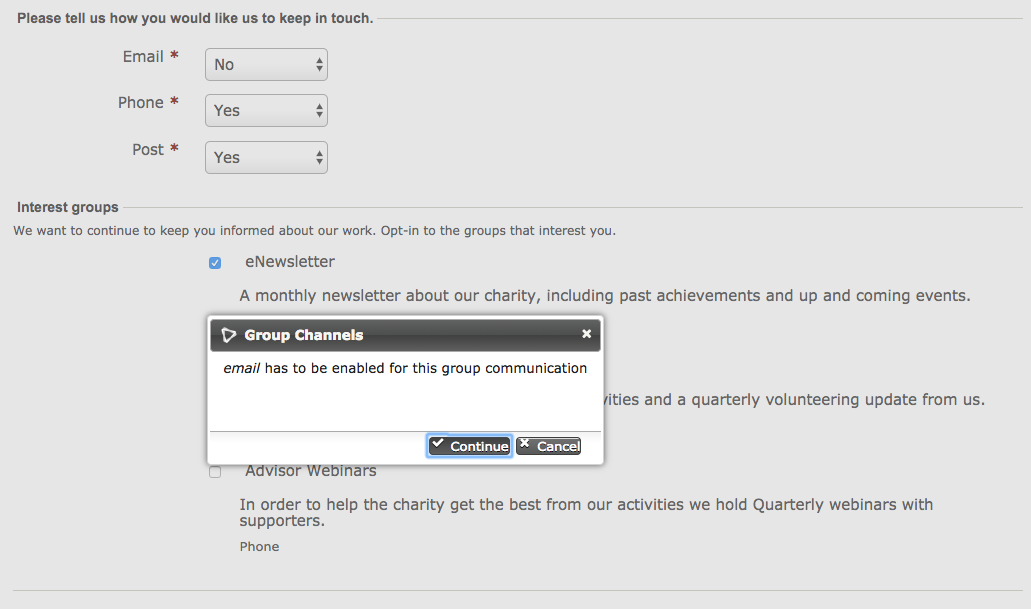 Please tell us how you would like us to keep in touch.
Email *
No
Phone *
Yes
Post *
Yes
Interest groups
We want to continue to keep you informed about our work. Opt-in to the groups that interest you.
eNewsletter
A monthly newsletter about our charity, including past achievements and up and coming events.
Group Channels
email has to be enabled for this group communication
and a quarterly volunteering update from us.
Continue Cancel
Advisor Webinars
In order to help the charity get the best from our activities we hold Quarterly webinars with
supporters.
Phone